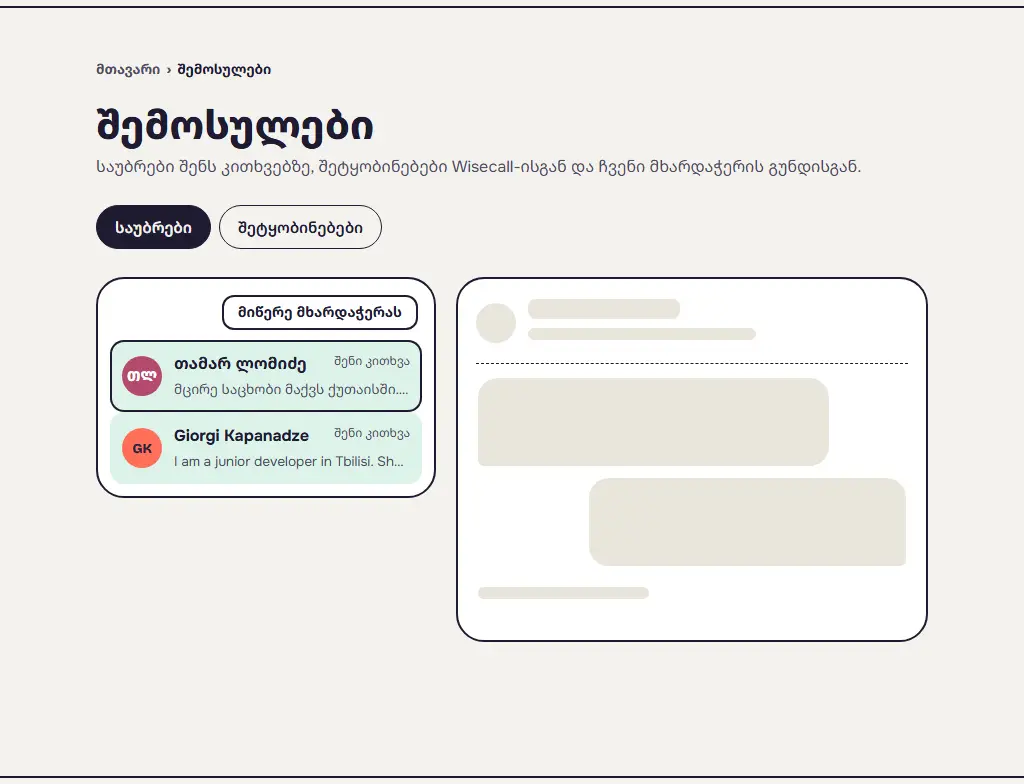 მთავარი › შემოსულები
შემოსულები
საუბრები შენს კითხვებზე, შეტყობინებები Wisecall-ისგან და ჩვენი მხარდაჭერის გუნდისგან.
საუბრები
შეტყობინებები
მიწერე მხარდაჭერას
თლ
თამარ ლომიძე
შენი კითხვა
მცირე საცხობი მაქვს ქუთაისში....
GK
Giorgi Kapanadze
შენი კითხვა
I am a junior developer in Tbilisi. Sh...